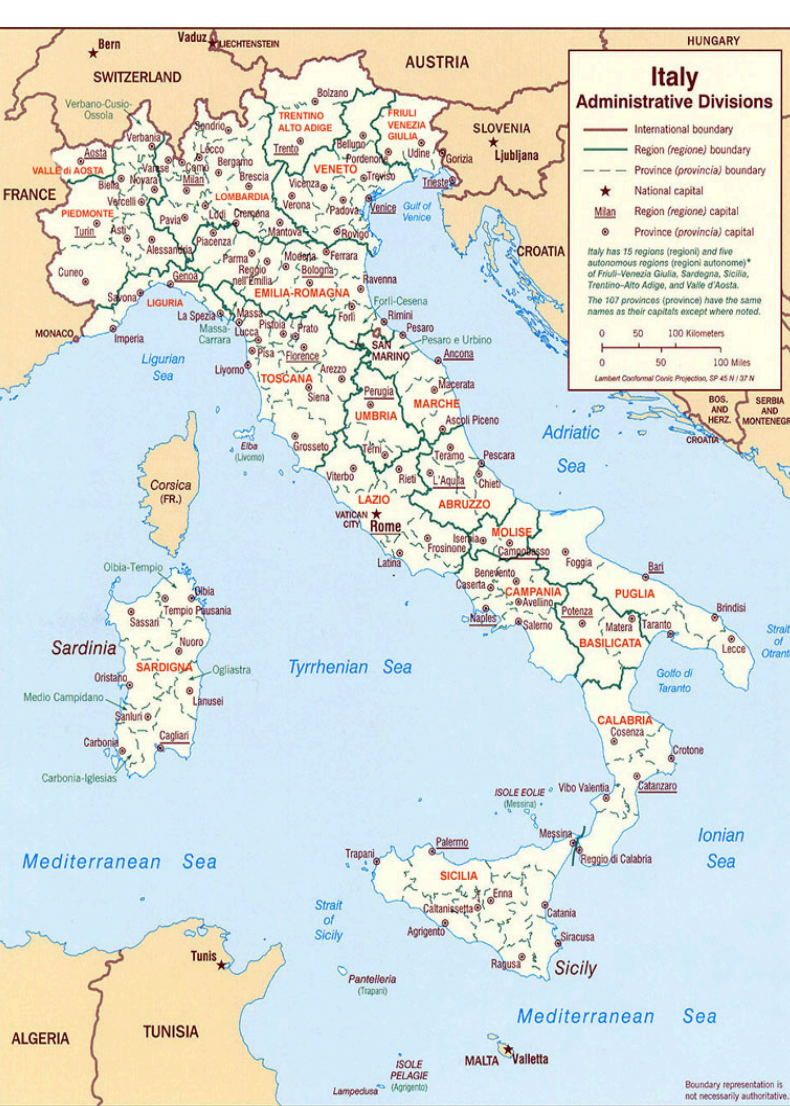 HUNGARY
Bern
Vaduz
LIECHTENSTEIN
AUSTRIA
SWITZERLAND
Verbano-Cusio-
Ossola
Bolzano
TRENTINO
ALTO ADIGE
FRIULI
VENEZIA
GIULIA
SLOVENIA
Ljubljana
Italy
Administrative Divisions
International boundary
Region (regione) boundary
Province (provincia) boundary
National capital
Milan
Region (regione) capital
Province (provincia) capital
Italy has 15 regions (regioni) and five
autonomous regions (regioni autonome)*
of Friuli-Venezia Giulia, Sardegna, Sicilia,
Trentino-Alto Adige, and Valle d'Aosta.
The 107 provinces (province) have the same
names as their capitals except where noted.
0 50 100 Kilometers
0 50 100 Miles
Lambert Conformal Conic Projection, SP 45 N / 37 N
Verbania
Sondrio
Lecco
Trento
Belluno
Pordenone
Udine
Gorizia
Aosta
VALLE di AOSTA
Varese
Como
Bergamo
VENETO
Treviso
Trieste
Biella
Novara
Milan
Brescia
Vicenza
FRANCE
Vercelli
LOMBARDIA
Verona
Padova
Venice
Gulf of
Venice
PIEMONTE
Turin
Asti
Pavia
Lodi
Cremona
Mantova
Rovigo
CROATIA
Alessandria
Piacenza
Parma
Modena
Ferrara
Cuneo
Genoa
Reggio
nell'Emilia
Bologna
Ravenna
Savona
LIGURIA
EMILIA-ROMAGNA
Forlì-Cesena
La Spezia
Massa
Forlì
Rimini
MONACO
Imperia
Massa-
Carrara
Lucca
Pistoia
Prato
SAN
MARINO
Pesaro
Pesaro e Urbino
Ligurian
Sea
Pisa
Florence
Ancona
Livorno
Arezzo
TOSCANA
Siena
Perugia
Macerata
UMBRIA
MARCHE
Ascoli Piceno
BOS.
AND
HERZ.
SERBIA
AND
MONTENEGR
CROATIA
Elba
(Livorno)
Grosseto
Terni
Teramo
Pescara
Adriatic
Sea
Corsica
(FR.)
Viterbo
Rieti
L'Aquila
Chieti
LAZIO
ABRUZZO
VATICAN
CITY
Rome
MOLISE
Isernia
Campobasso
Frosinone
Latina
Foggia
Bari
Olbia-Tempio
Olbia
Tempio Pausania
Sassari
Benevento
Caserta
CAMPANIA
Avellino
PUGLIA
Naples
Salerno
Potenza
Matera
Taranto
Brindisi
BASILICATA
Lecce
Strait
of
Otranto
Sardinia
Nuoro
SARDIGNA
Ogliastra
Tyrrhenian Sea
Golfo di
Taranto
Oristano
Medio Campidano
Lanusei
Sanluri
CALABRIA
Cosenza
Carbonia
Cagliari
Crotone
Carbonia-Iglesias
ISOLE EOLIE
(Messina)
Vibo Valentia
Catanzaro
Mediterranean Sea
Palermo
Messina
Reggio di Calabria
Ionian
Sea
Trapani
SICILIA
Enna
Strait
of
Sicily
Caltanissetta
Catania
Agrigento
Siracusa
Ragusa
Sicily
Tunis
Pantelleria
(Trapani)
Mediterranean Sea
ALGERIA
TUNISIA
MALTA
Valletta
ISOLE
PELAGIE
(Agrigento)
Lampedusa
Boundary representation is
not necessarily authoritative.